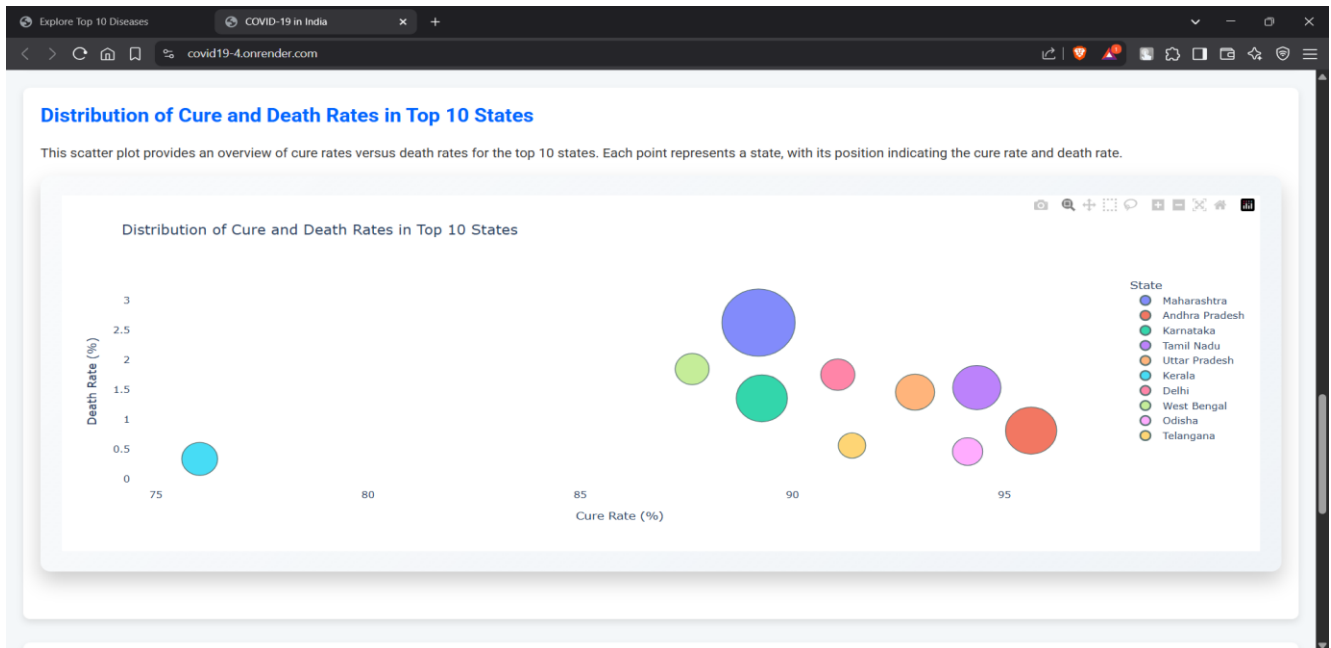 Explore Top 10 Diseases
COVID-19 in India
covid19-4.onrender.com
Distribution of Cure and Death Rates in Top 10 States
This scatter plot provides an overview of cure rates versus death rates for the top 10 states. Each point represents a state, with its position indicating the cure rate and death rate.
Distribution of Cure and Death Rates in Top 10 States
3
2.5
2
1.5
1
0.5
0
Death Rate (%)
75 80 85 90 95
Cure Rate (%)
State
Maharashtra
Andhra Pradesh
Karnataka
Tamil Nadu
Uttar Pradesh
Kerala
Delhi
West Bengal
Odisha
Telangana